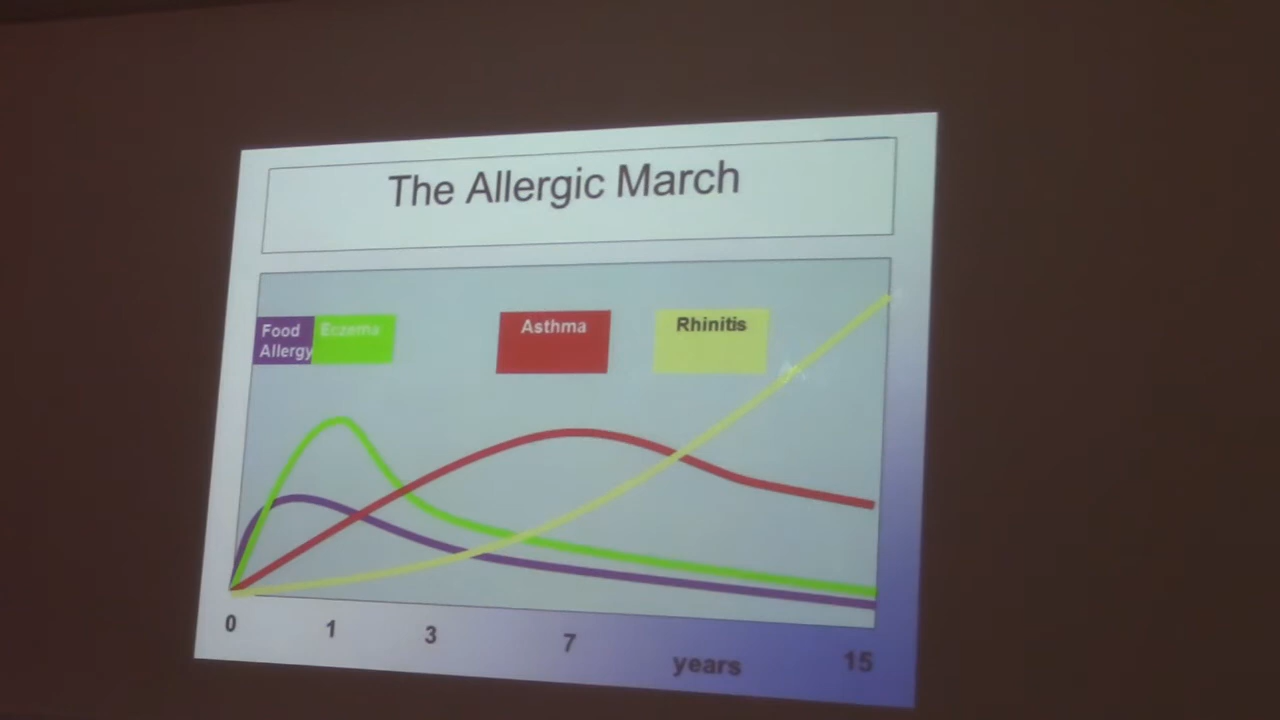 The Allergic March
Food
Allergy
Eczema
Asthma
Rhinitis
0
1
3
7
years
15